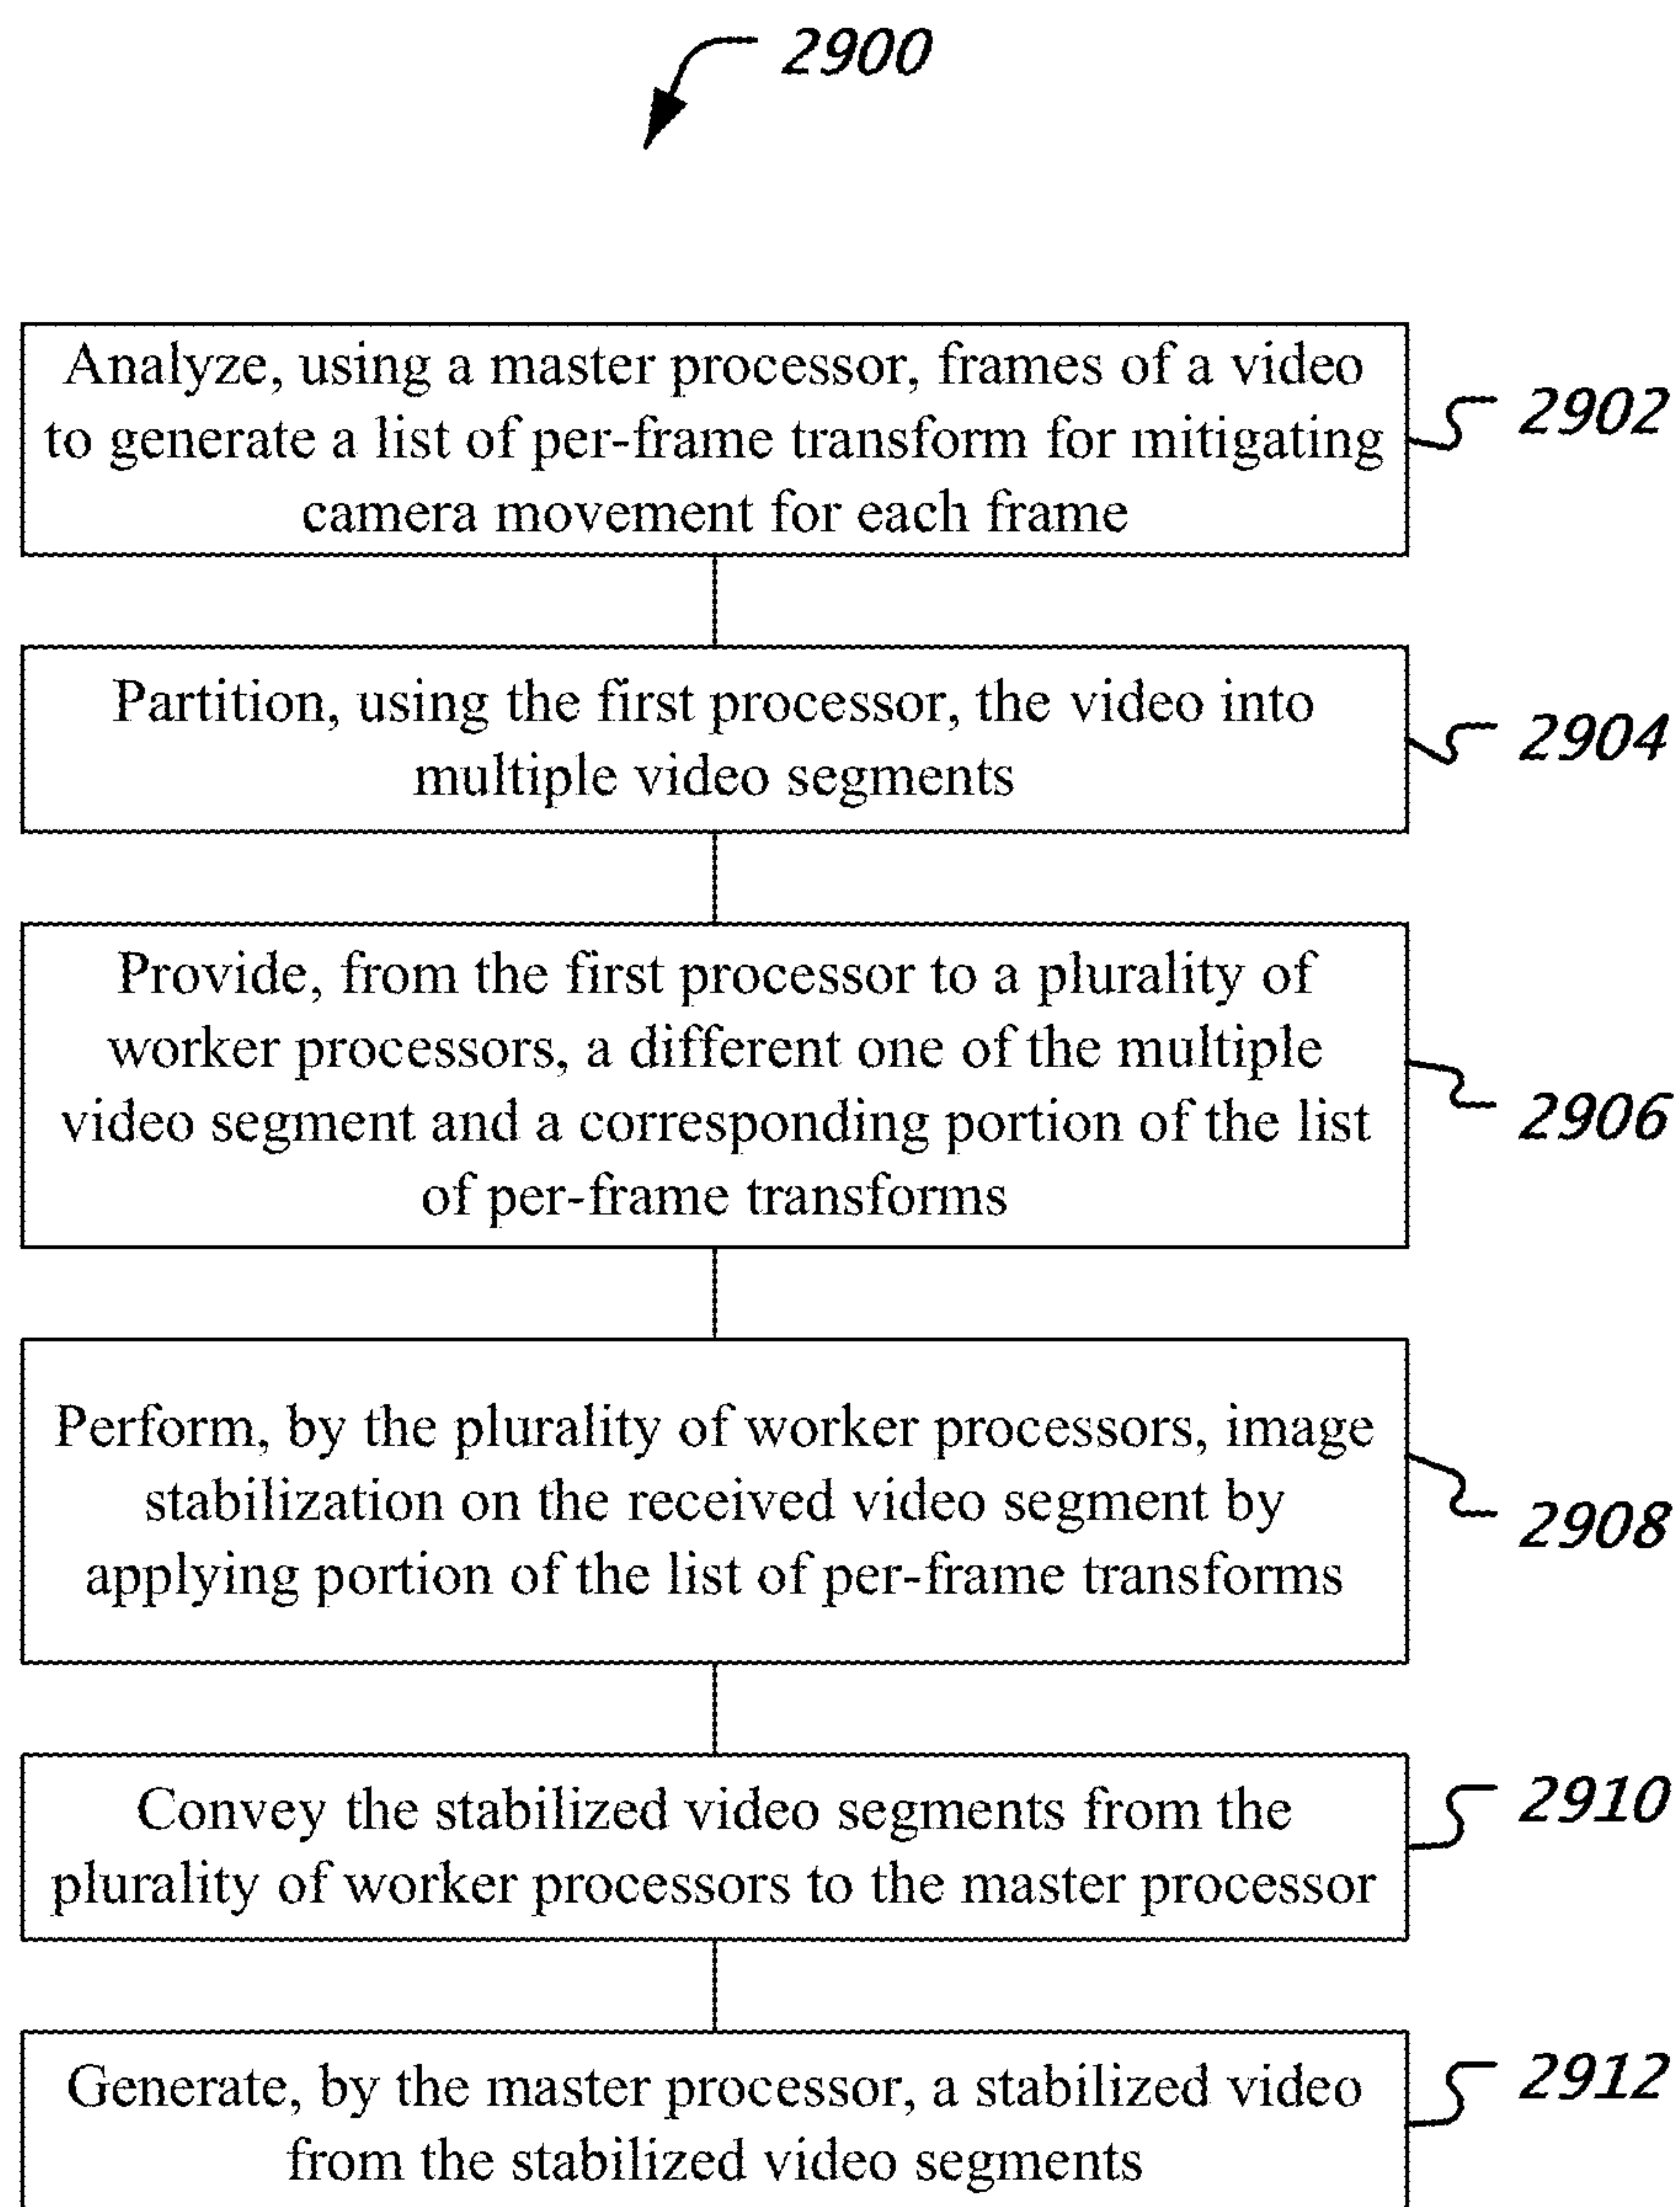 2900
Analyze, using a master processor, frames of a video
to generate a list of per-frame transform for mitigating
camera movement for each frame
2902
Partition, using the first processor, the video into
multiple video segments
2904
Provide, from the first processor to a plurality of
worker processors, a different one of the multiple
video segment and a corresponding portion of the list
of per-frame transforms
2906
Perform, by the plurality of worker processors, image
stabilization on the received video segment by
applying portion of the list of per-frame transforms
2908
Convey the stabilized video segments from the
plurality of worker processors to the master processor
2910
Generate, by the master processor, a stabilized video
from the stabilized video segments
2912